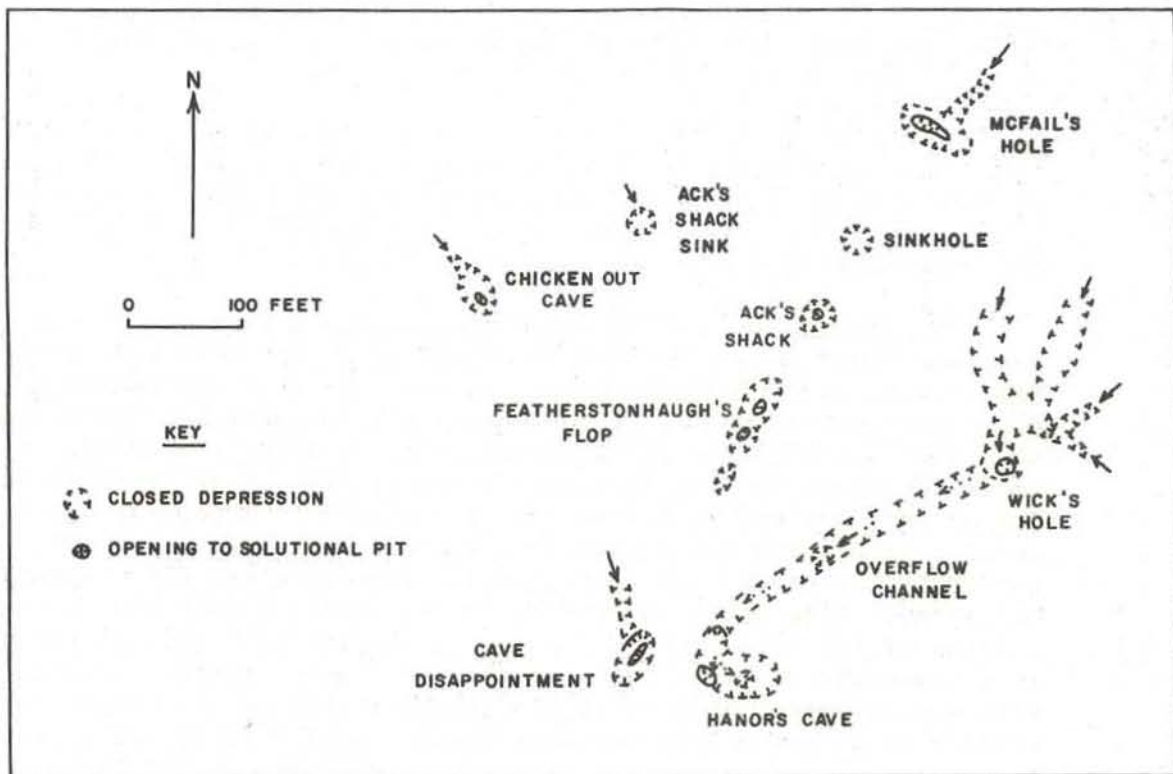 N
MCFAIL'S
HOLE
ACK'S
SHACK
SINK
SINKHOLE
CHICKEN OUT
CAVE
0 100 FEET
ACK'S
SHACK
FEATHERSTONHAUGH'S
FLOP
KEY
CLOSED DEPRESSION
OPENING TO SOLUTIONAL PIT
WICK'S
HOLE
OVERFLOW
CHANNEL
CAVE
DISAPPOINTMENT
HANOR'S CAVE